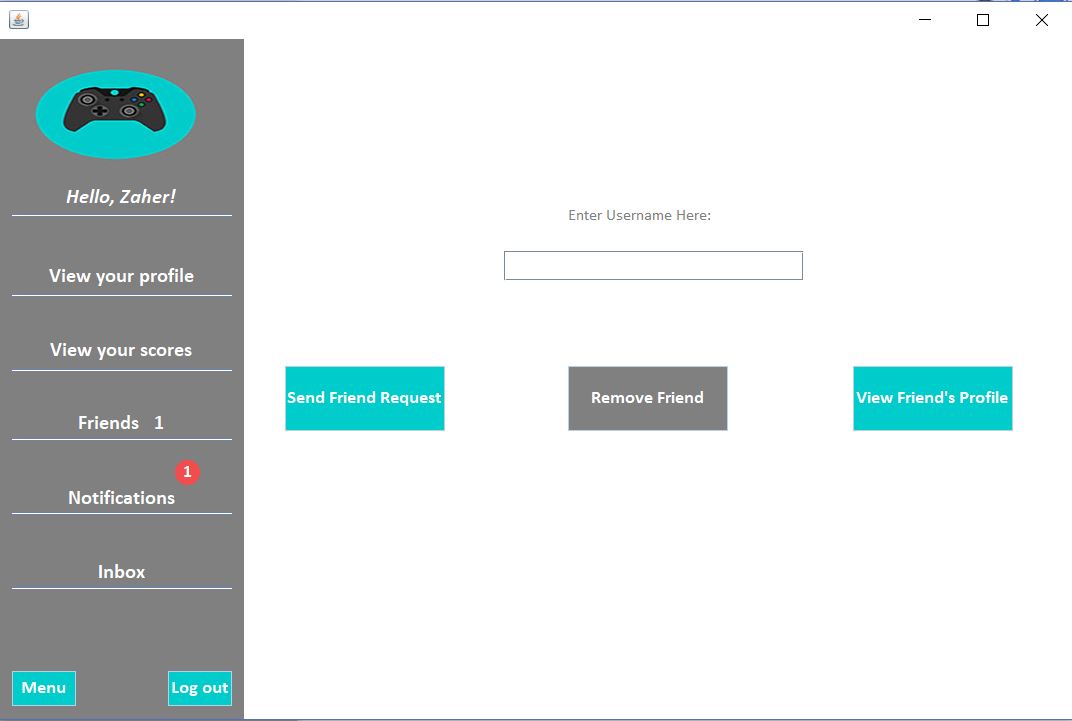 Hello, Zaher!
View your profile
View your scores
Friends 1
1
Notifications
Inbox
Menu
Log out
Enter Username Here:
Send Friend Request
Remove Friend
View Friend's Profile